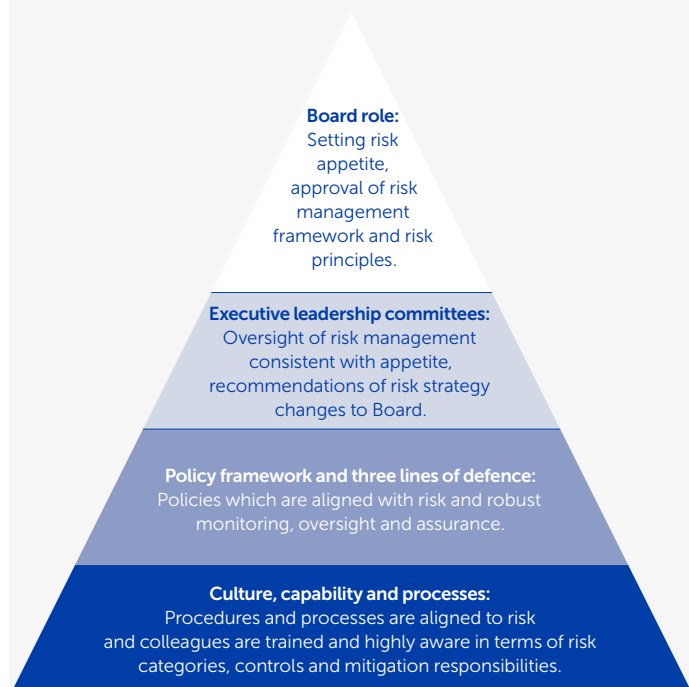 Board role:
Setting risk
appetite,
approval of risk
management
framework and risk
principles.
Executive leadership committees:
Oversight of risk management
consistent with appetite,
recommendations of risk strategy
changes to Board.
Policy framework and three lines of defence:
Policies which are aligned with risk and robust
monitoring, oversight and assurance.
Culture, capability and processes:
Procedures and processes are aligned to risk
and colleagues are trained and highly aware in terms of risk
categories, controls and mitigation responsibilities.